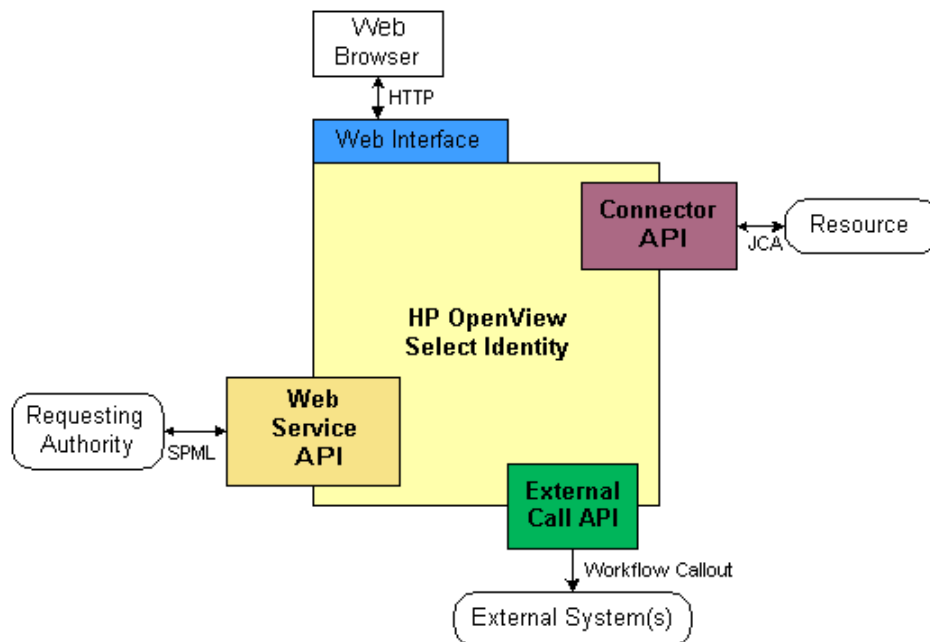 Web
Browser
HTTP
Web Interface
Connector
API
JCA
Resource
HP OpenView
Select Identity
Requesting
Authority
SPML
Web
Service
API
External
Call API
Workflow Callout
External System(s)